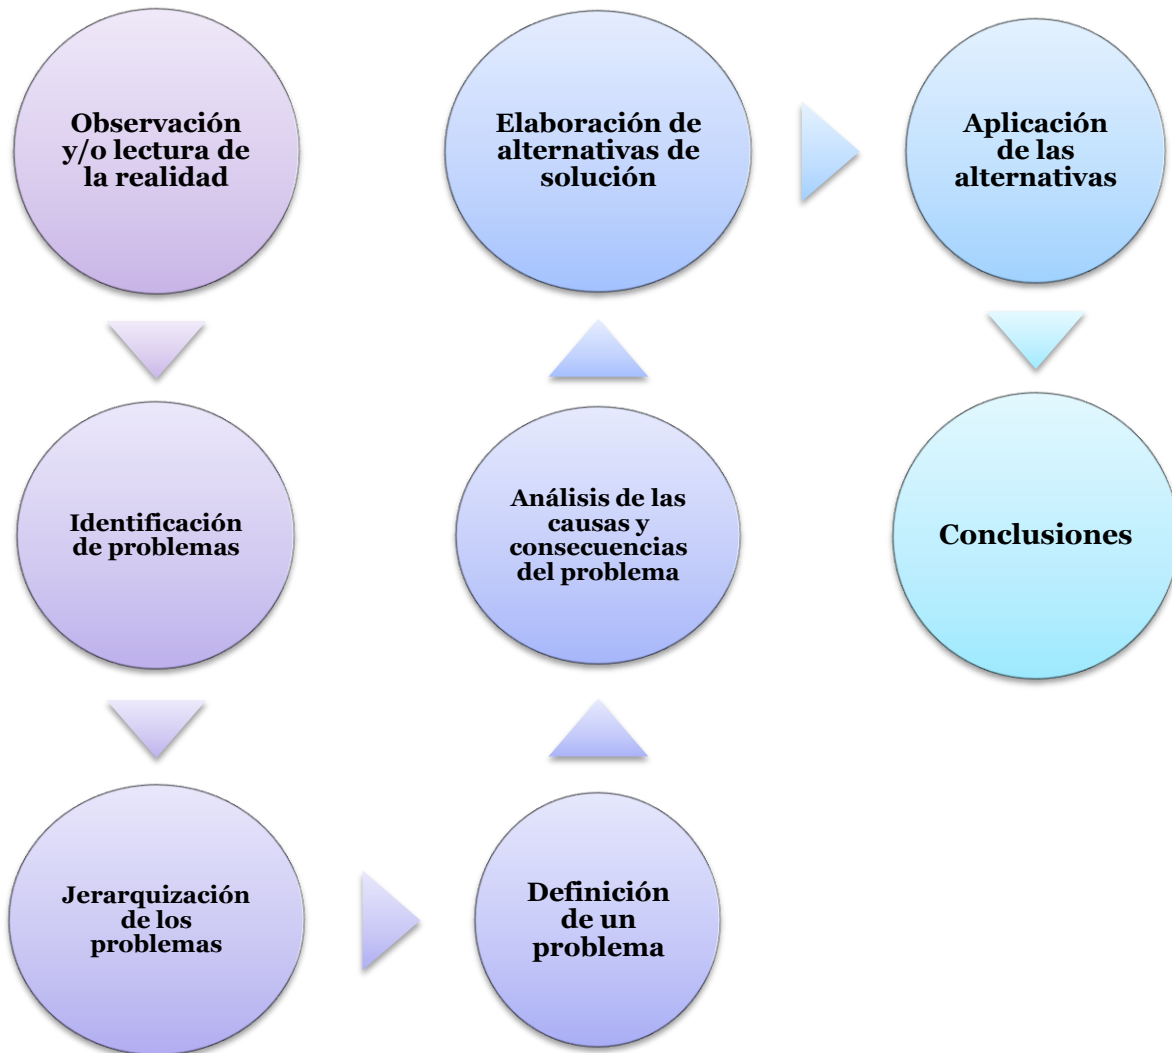 Observación
y/o lectura de
la realidad
Identificación
de problemas
Jerarquización
de los
problemas
Definición
de un
problema
Análisis de las
causas y
consecuencias
del problema
Elaboración de
alternativas de
solución
Aplicación
de las
alternativas
Conclusiones